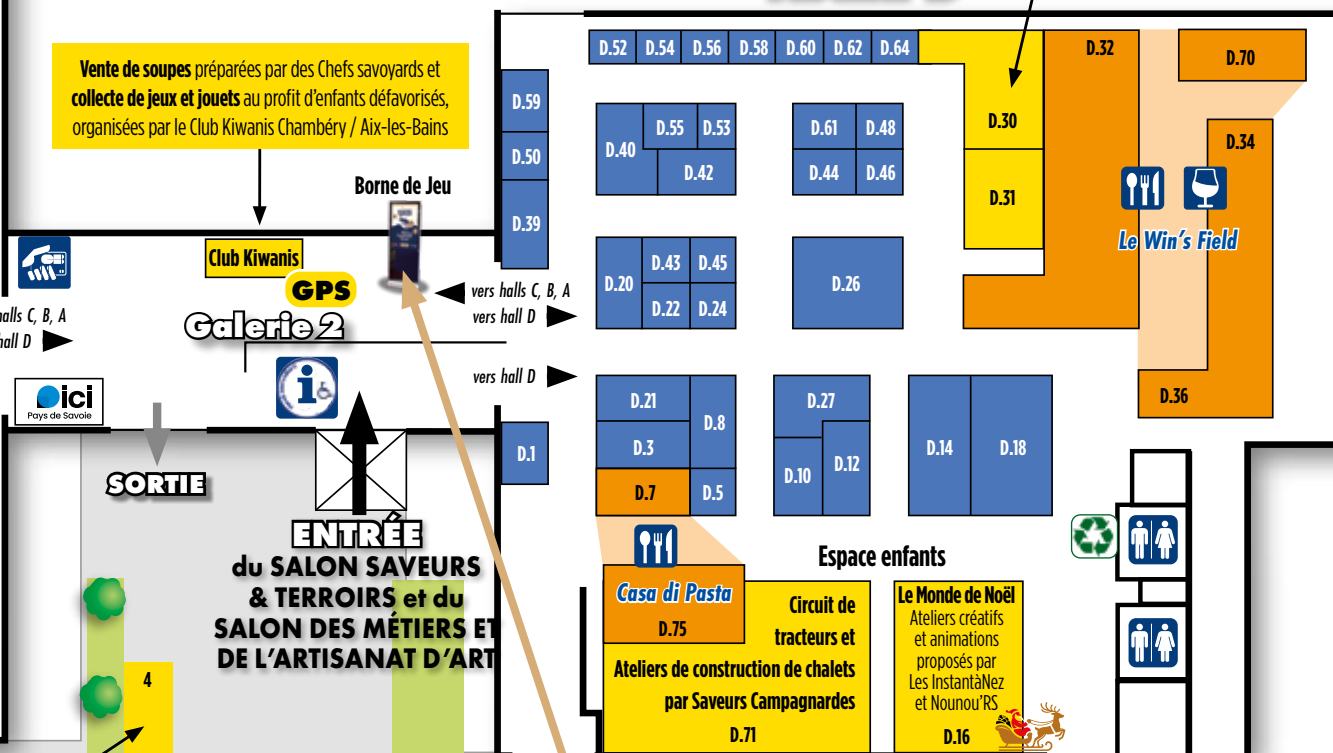 Vente de soupes préparées par des Chefs savoyards et
collecte de jeux et jouets au profit d'enfants défavorisés,
organisées par le Club Kiwanis Chambéry / Aix-les-Bains
Borne de Jeu
Club Kiwanis
GPS
Galerie 2
halls C, B, A
hall D
vers halls C, B, A
vers hall D
vers hall D
ici
Pays de Savoie
i
SORTIE
ENTRÉE
du SALON SAVEURS
& TERROIRS et du
SALON DES MÉTIERS ET
DE L'ARTISANAT D'ART
4
D.59
D.50
D.39
D.1
D.52
D.54
D.56
D.58
D.60
D.62
D.64
D.40
D.55
D.53
D.42
D.61
D.48
D.44
D.46
D.30
D.31
D.32
D.70
D.34
D.36
Le Win's Field
D.20
D.43
D.45
D.22
D.24
D.26
D.21
D.8
D.3
D.7
D.5
D.27
D.10
D.12
D.14
D.18
Espace enfants
Casa di Pasta
D.75
Circuit de
tracteurs et
Ateliers de construction de chalets
par Saveurs Campagnardes
D.71
Le Monde de Noël
Ateliers créatifs
et animations
proposés par
Les InstantàNez
et Nounou'RS
D.16